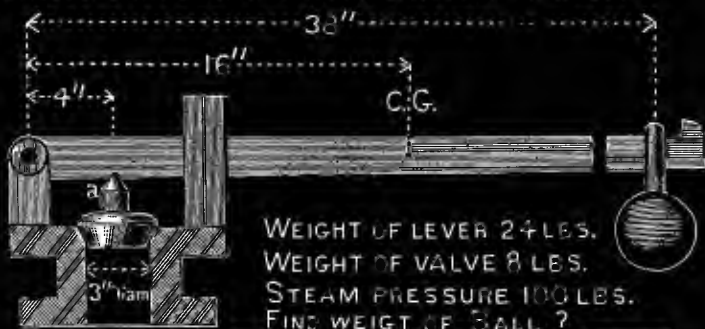 38"
16"
4"
C.G.
a
3" diam
WEIGHT OF LEVER 24 LBS.
WEIGHT OF VALVE 8 LBS.
STEAM PRESSURE 100 LBS.
FIND WEIGT OF BALL ?